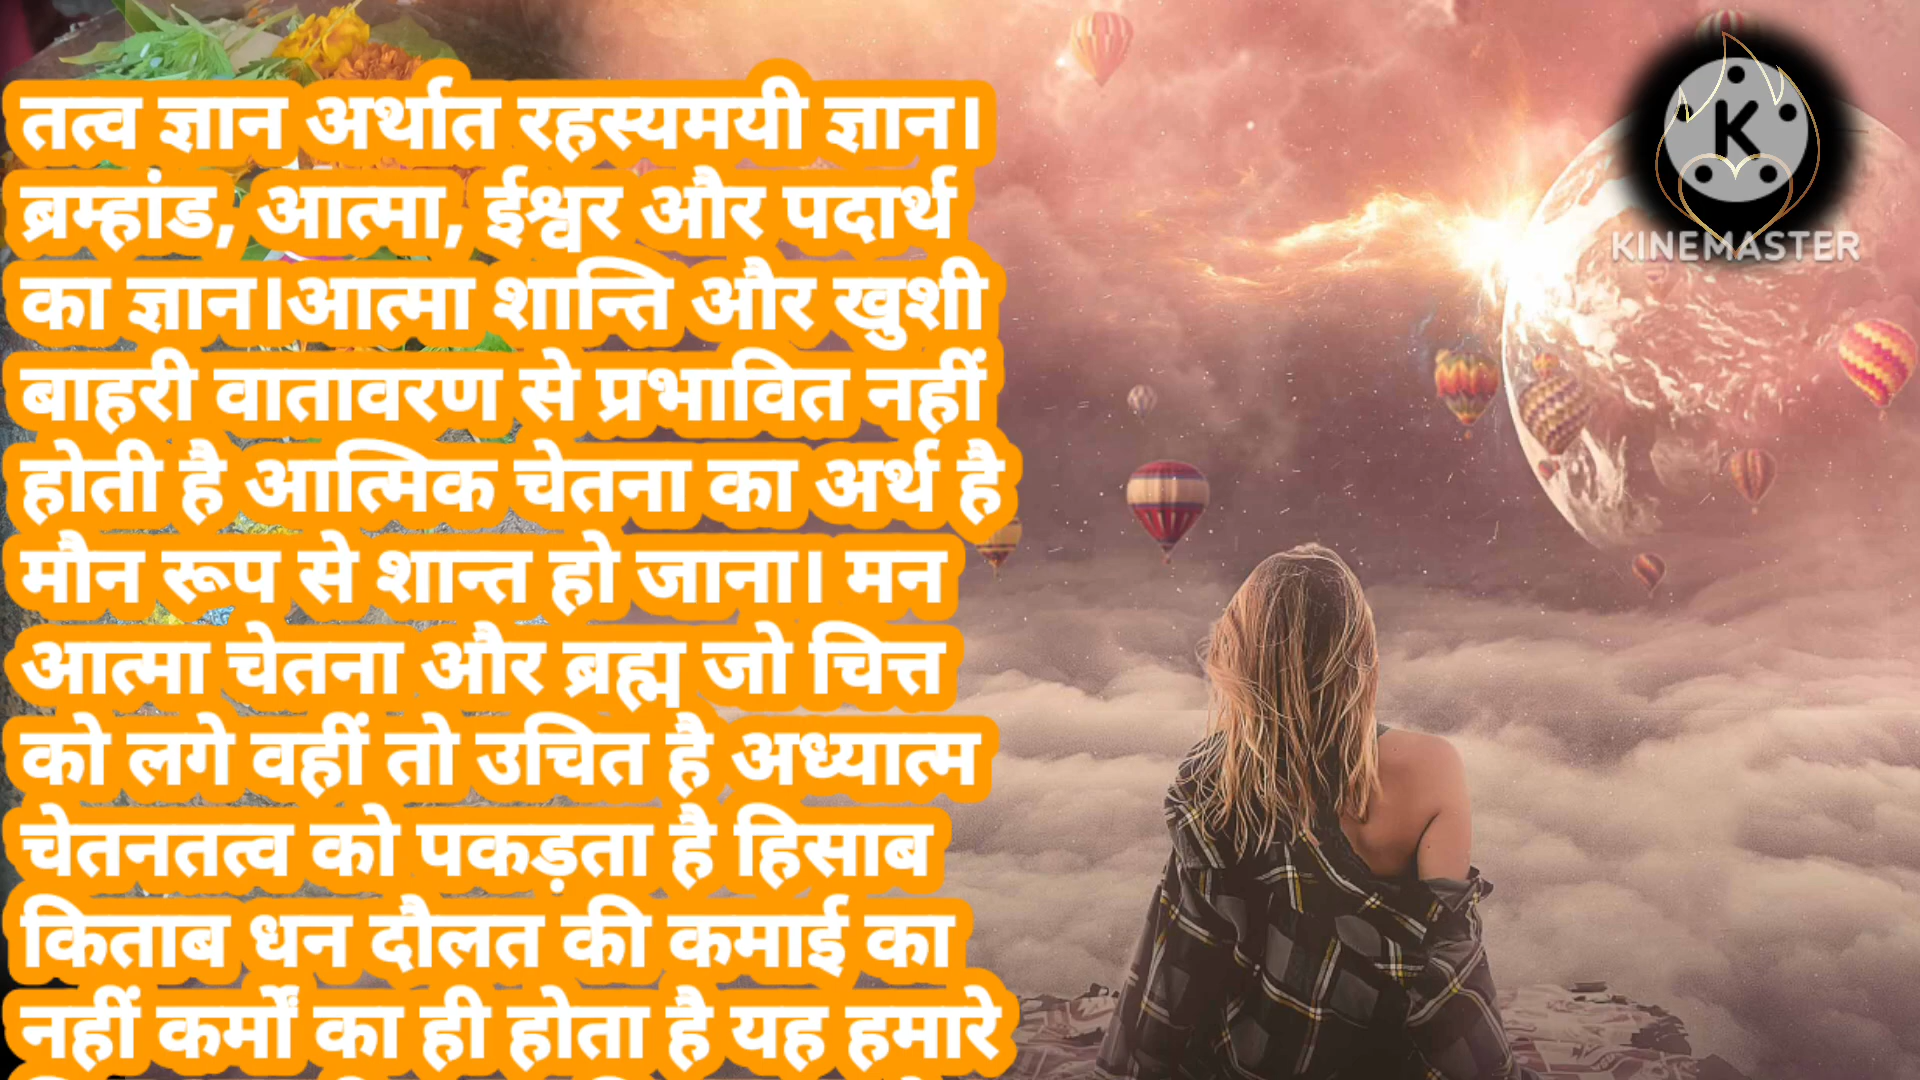 तत्व ज्ञान अर्थात रहस्यमयी ज्ञान।
ब्रम्हांड, आत्मा, ईश्वर और पदार्थ
का ज्ञान।आत्मा शान्ति और खुशी
बाहरी वातावरण से प्रभावित नहीं
होती है आत्मिक चेतना का अर्थ है
मौन रूप से शान्त हो जाना। मन
आत्मा चेतना और ब्रह्म जो चित्त
को लगे वहीं तो उचित है अध्यात्म
चेतनतत्व को पकड़ता है हिसाब
किताब धन दौलत की कमाई का
नहीं कर्मों का ही होता है यह हमारे
K
KINEMASTER